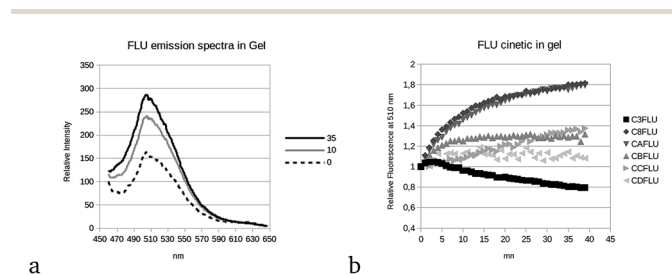 FLU emission spectra in Gel
Relative Intensity
350
300
250
200
150
100
50
0
450 470 490 510 530 550 570 590 610 630 650
nm
35
10
0
a
FLU cinetic in gel
Relative Fluorescence at 510 nm
2
1,8
1,6
1,4
1,2
1
0,8
0,6
0,4
0 5 10 15 20 25 30 35 40 45
mn
C3FLU
C8FLU
CAFLU
CBFLU
CCFLU
CDFLU
b